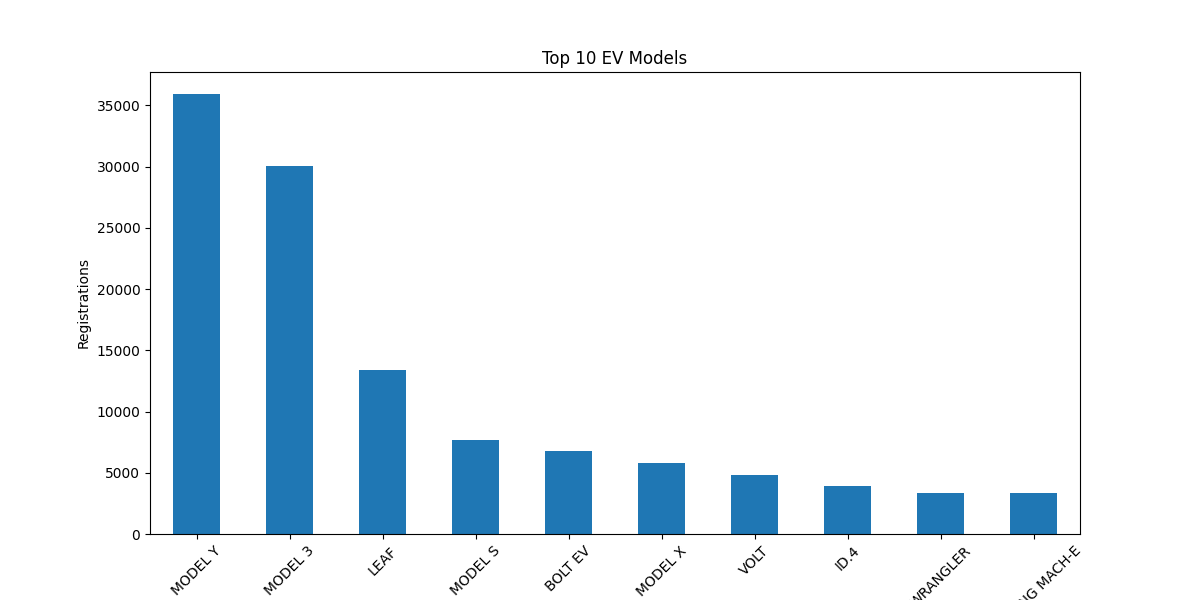 Top 10 EV Models
Registrations
35000
30000
25000
20000
15000
10000
5000
0
MODEL Y
MODEL 3
LEAF
MODEL S
BOLT EV
MODEL X
VOLT
ID.4
WRANGLER
MACH-E